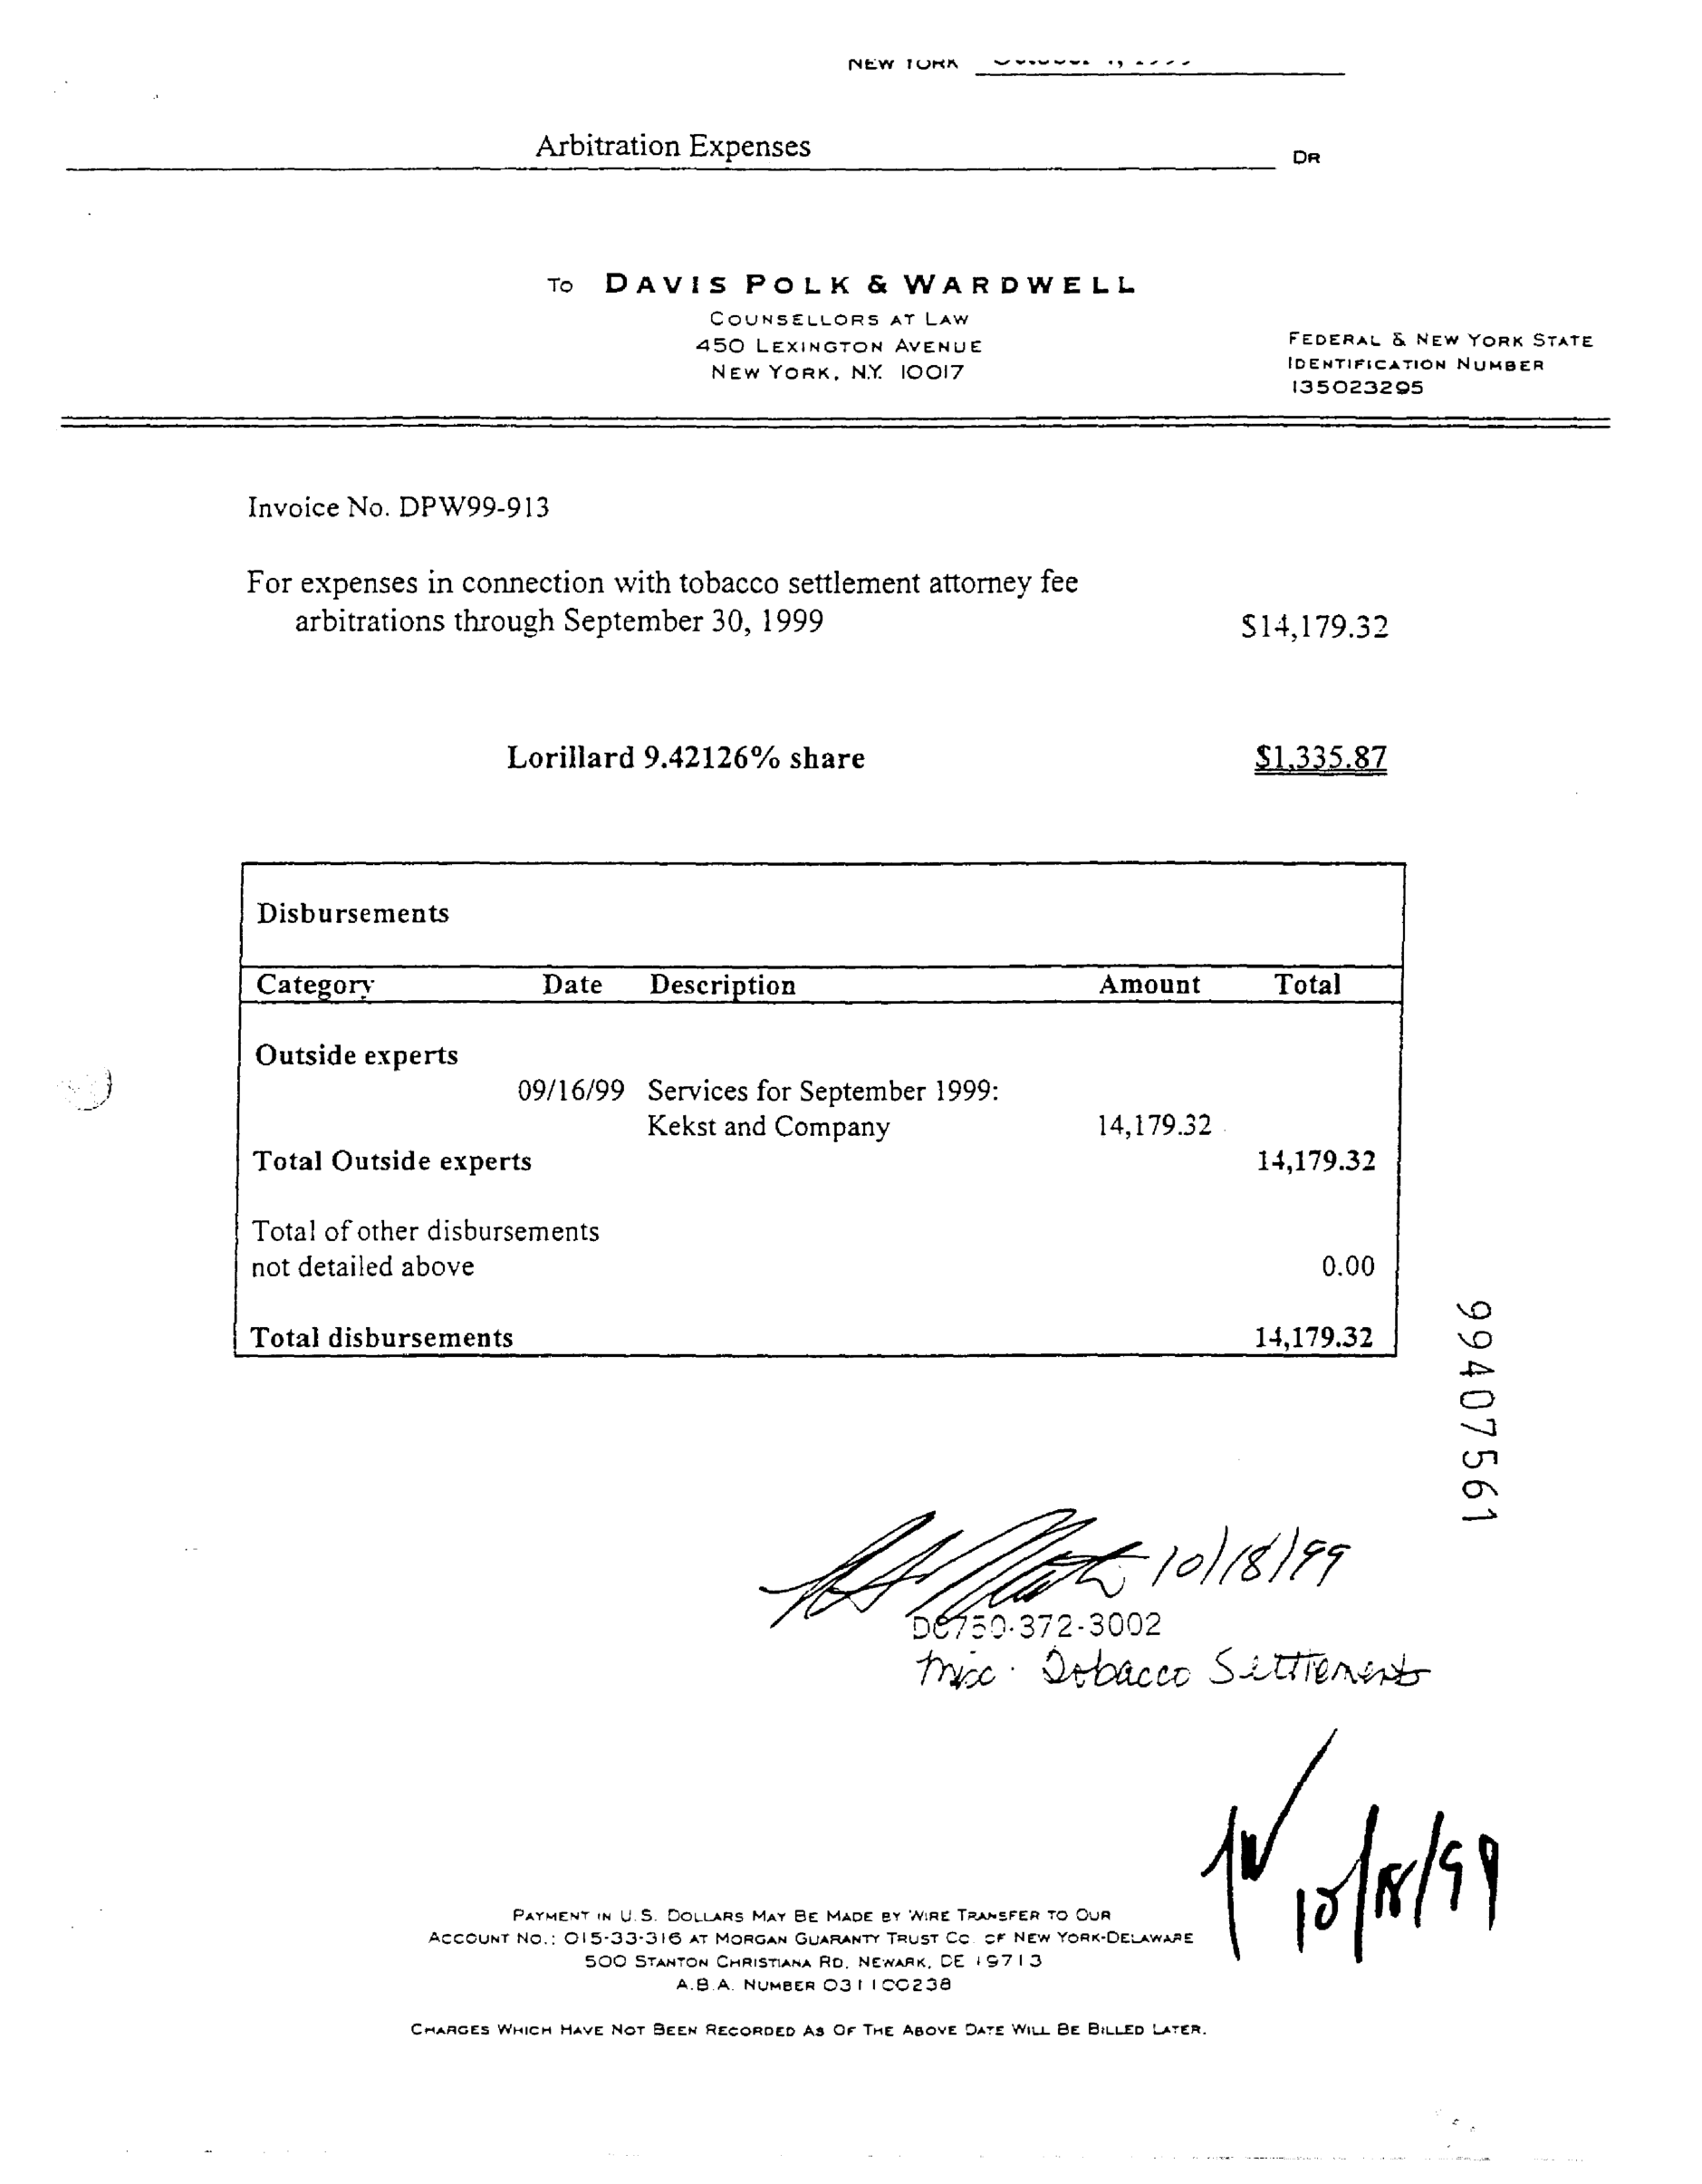 NEW YORK
Arbitration Expenses
DR
TO DAVIS POLK & WARDWELL
COUNSELLORS AT LAW
450 LEXINGTON AVENUE
NEW YORK, N.Y. 10017
FEDERAL & NEW YORK STATE
IDENTIFICATION NUMBER
135023295
Invoice No. DPW99-913
For expenses in connection with tobacco settlement attorney fee
arbitrations through September 30, 1999 $14,179.32
Lorillard 9.42126% share $1,335.87
Disbursements
Category Date Description Amount Total
Outside experts
09/16/99 Services for September 1999:
Kekst and Company 14,179.32
Total Outside experts 14,179.32
Total of other disbursements
not detailed above 0.00
Total disbursements 14,179.32
99407561
10/18/99
750-372-3002
Misc. Tobacco Settlement
10/18/99
PAYMENT IN U.S. DOLLARS MAY BE MADE BY WIRE TRANSFER TO OUR
ACCOUNT NO.: 015-33-316 AT MORGAN GUARANTY TRUST CO. OF NEW YORK-DELAWARE
500 STANTON CHRISTIANA RD, NEWARK, DE 19713
A.B.A. NUMBER 031100238
CHARGES WHICH HAVE NOT BEEN RECORDED AS OF THE ABOVE DATE WILL BE BILLED LATER.